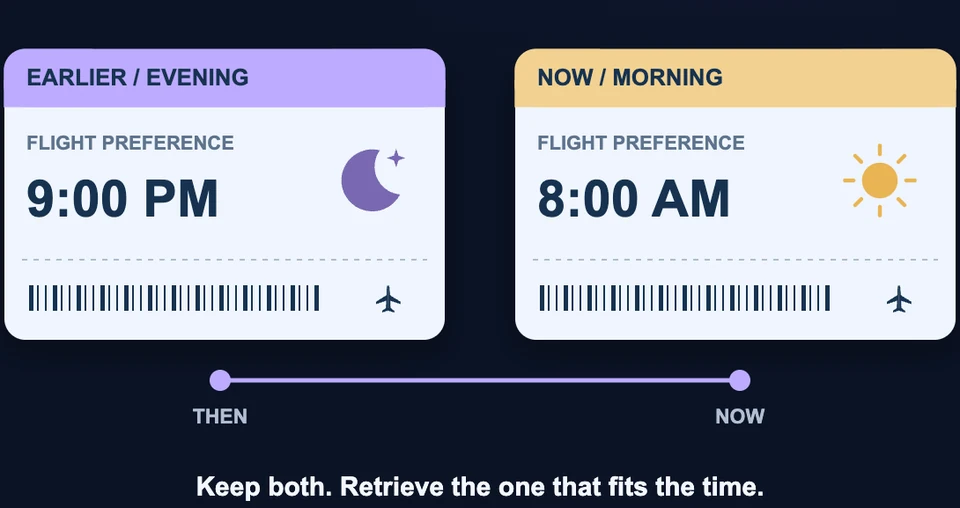 EARLIER / EVENING
FLIGHT PREFERENCE
9:00 PM
NOW / MORNING
FLIGHT PREFERENCE
8:00 AM
THEN
NOW
Keep both. Retrieve the one that fits the time.